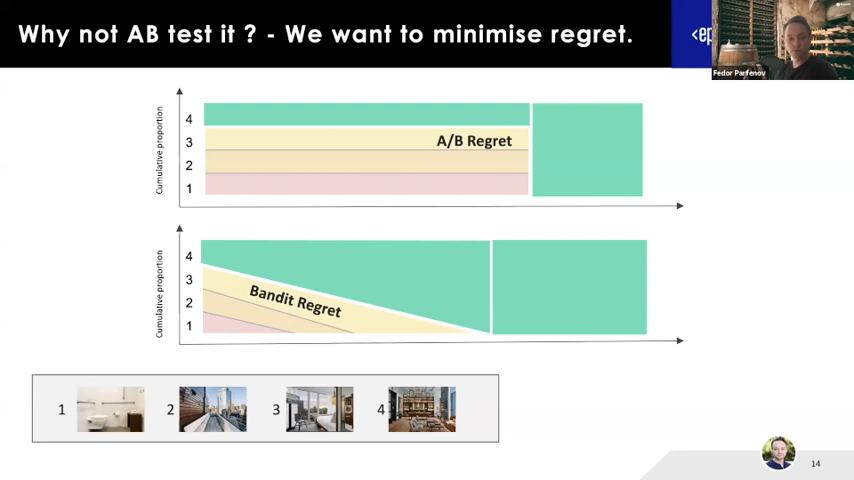 Why not AB test it ? - We want to minimise regret.
<ep
Fedor Parfenov
Cumulative proportion
4
3
2
1
A/B Regret
Cumulative proportion
4
3
2
1
Bandit Regret
1
2
3
4
14